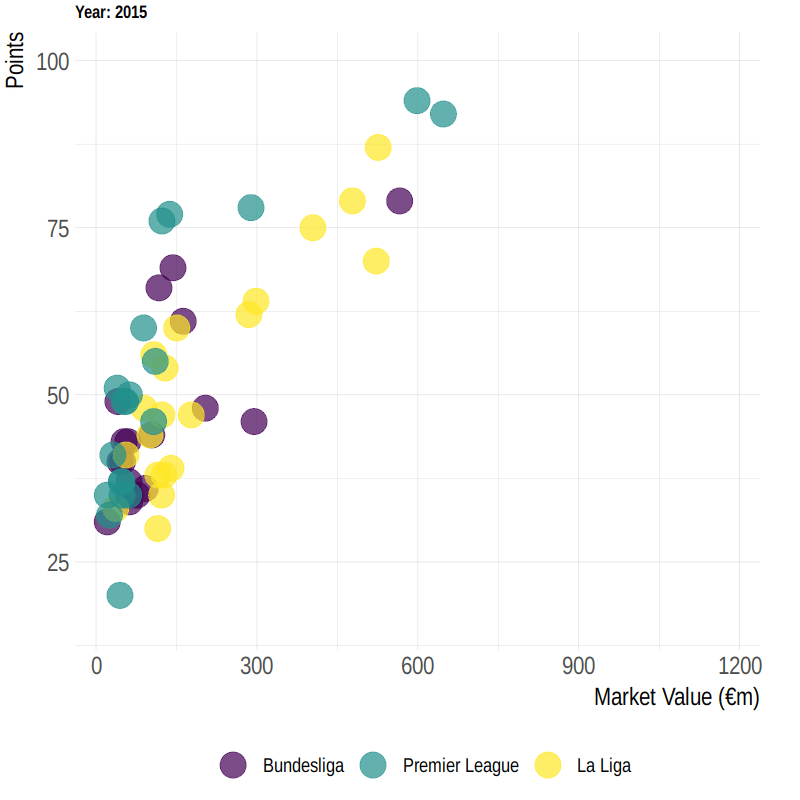 Year: 2015
Points
100
75
50
25
0 300 600 900 1200
Market Value (€m)
Bundesliga Premier League La Liga